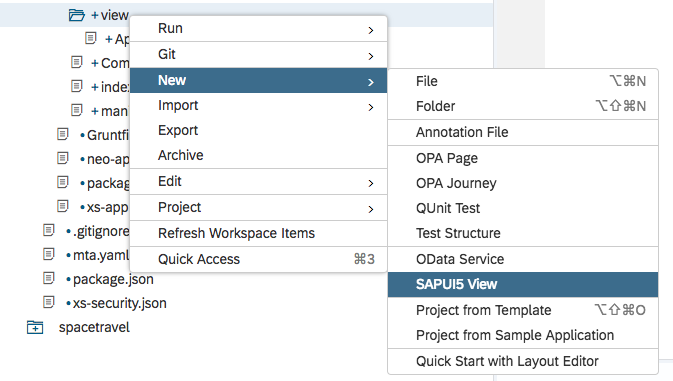 +view
+Ap
+Com
+index
+man
•Gruntfi
•neo-ap
•packag
•xs-app
•.gitignore
•mta.yaml
•package.json
•xs-security.json
spacetravel
Run
Git
New
Import
Export
Archive
Edit
Project
Refresh Workspace Items
Quick Access ⌘3
File ⌥⌘N
Folder ⌥⇧⌘N
Annotation File
OPA Page
OPA Journey
QUnit Test
Test Structure
OData Service
SAPUI5 View
Project from Template ⌥⇧⌘O
Project from Sample Application
Quick Start with Layout Editor